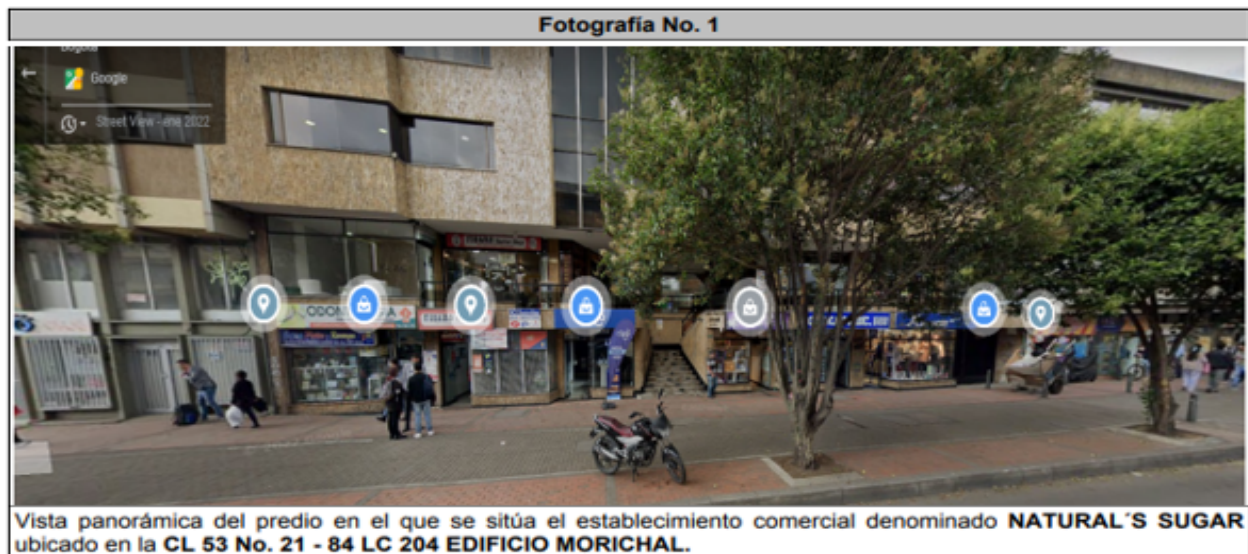 Fotografía No. 1
Bogotá
Google
Street View - ene 2022
Vista panorámica del predio en el que se sitúa el establecimiento comercial denominado NATURAL´S SUGAR
ubicado en la CL 53 No. 21 - 84 LC 204 EDIFICIO MORICHAL.